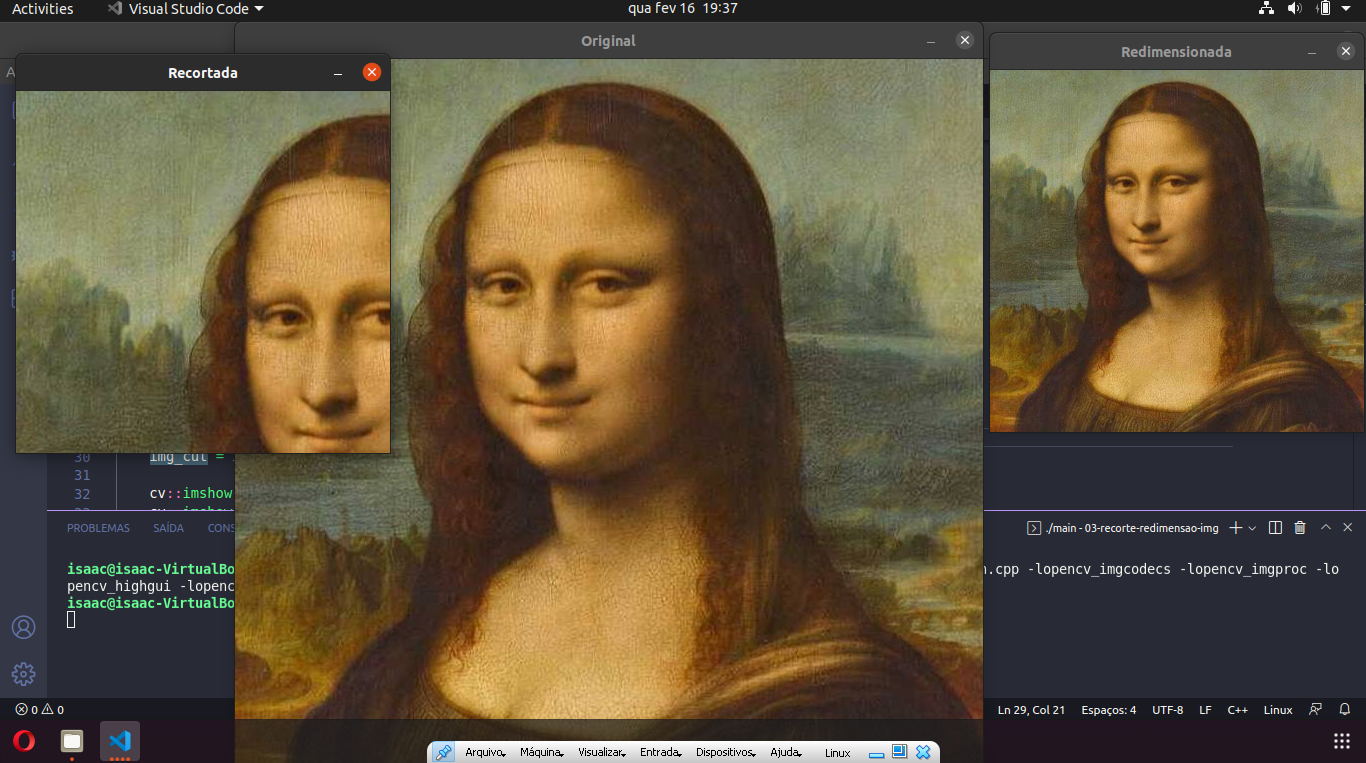 Activities Visual Studio Code qua fev 16 19:37
Original
Redimensionada
Recortada
A
30 img_cut =
31
32 cv::imshow
PROBLEMAS SAÍDA CONS
./main - 03-recorte-redimensao-img
isaac@isaac-VirtualBo n.cpp -lopencv_imgcodecs -lopencv_imgproc -lo
pencv_highgui -lopenc
isaac@isaac-VirtualBo
0 0 Ln 29, Col 21 Espaços: 4 UTF-8 LF C++ Linux
Arquivo Máquina Visualizar Entrada Dispositivos Ajuda Linux